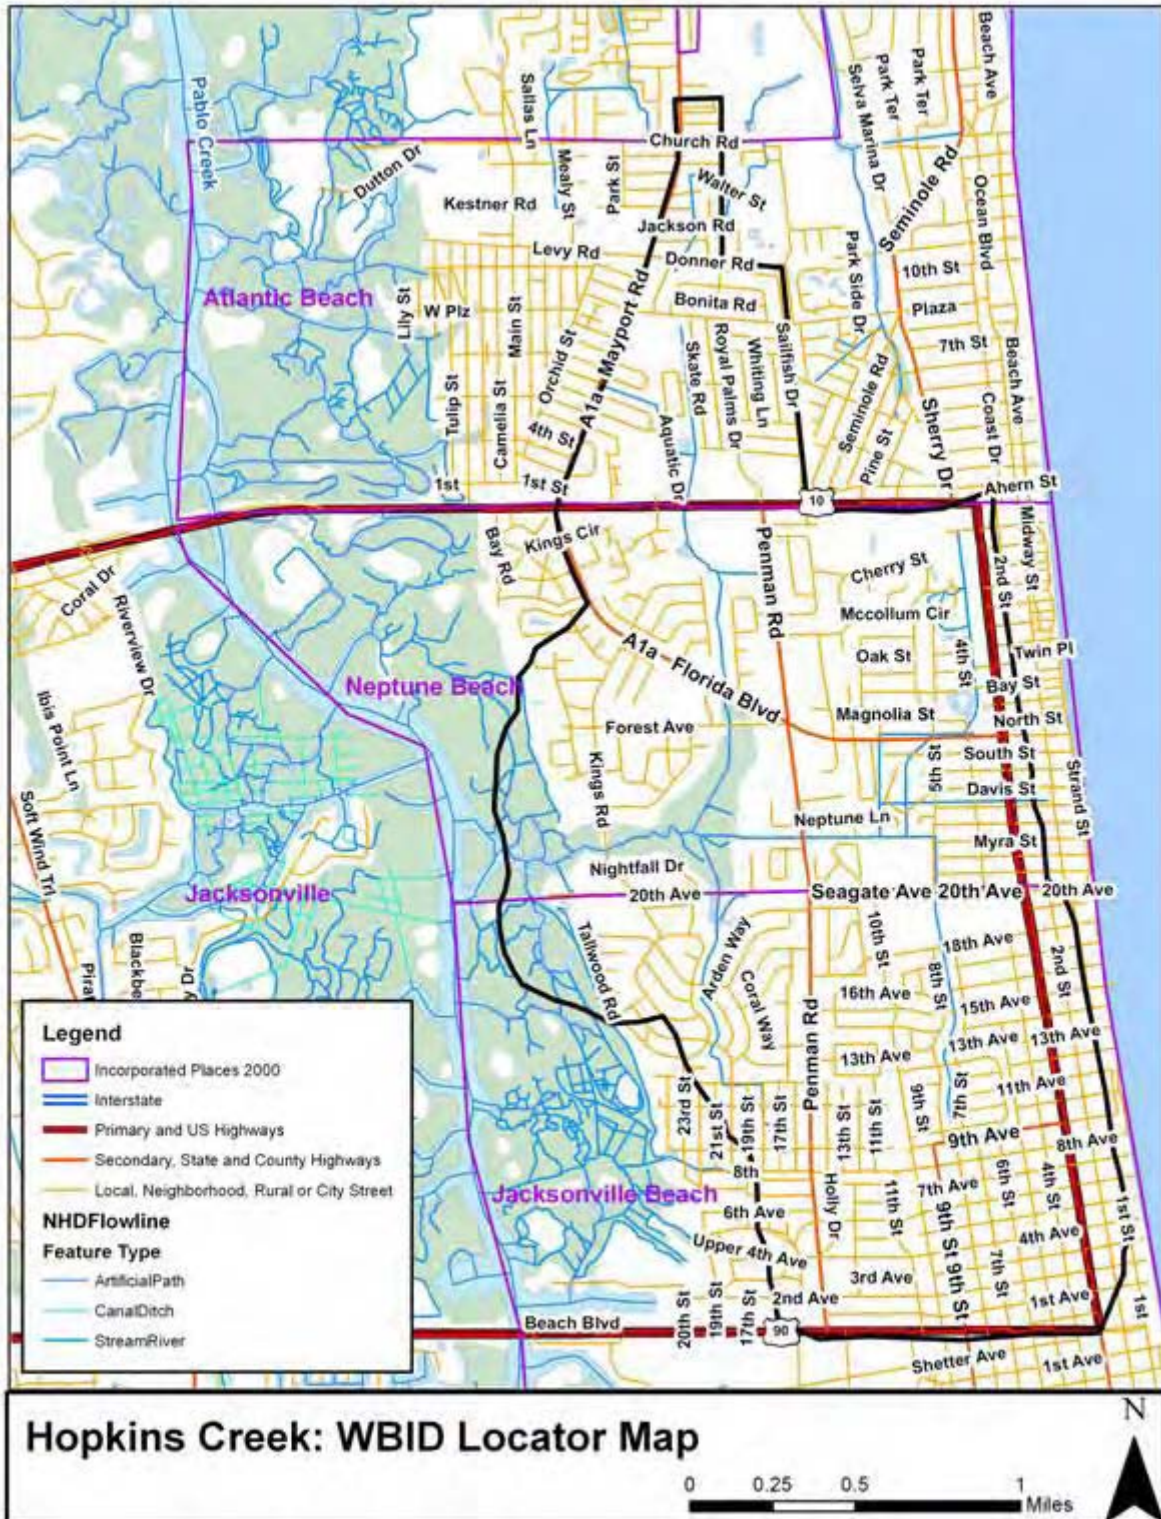 Beach Ave
Park Ter
Park Ter
Selva Marina Dr
Pablo Creek
Sallas Ln
Church Rd
Dutton Dr
Mealy St
Park St
Walter St
Seminole Rd
Ocean Blvd
Kestner Rd
Jackson Rd
Levy Rd
Donner Rd
Park Side Dr
10th St
Atlantic Beach
Lily St
W Plz
Main St
Bonita Rd
Plaza
A1a-Mayport Rd
Orchid St
Skate Rd
Royal Palms Dr
Whiting Ln
Sailfish Dr
7th St
Beach Ave
Tulip St
Camelia St
4th St
Aquatic Dr
Seminole Rd
Pine St
Sherry Dr
Coast Dr
1st
1st St
10
Ahern St
Bay Rd
Kings Cir
Penman Rd
Midway St
Cherry St
2nd St
Coral Dr
Riverview Dr
Mccollum Cir
A1a - Florida Blvd
Oak St
4th St
Twin Pl
Neptune Beach
Bay St
Ibis Point Ln
Magnolia St
North St
Forest Ave
Kings Rd
5th St
South St
Strand St
Davis St
Soft Wind Trl
Neptune Ln
Myra St
Nightfall Dr
Jacksonville
20th Ave
Seagate Ave
20th Ave
20th Ave
Tallwood Rd
Arden Way
10th St
18th Ave
Blackbe
y Dr
Pirar
Coral Way
8th St
2nd St
16th Ave
15th Ave
Penman Rd
13th Ave
13th Ave
13th Ave
11th Ave
23rd St
21st St
19th St
17th St
13th St
11th St
9th St
7th St
9th Ave
8th Ave
8th
Jacksonville Beach
6th Ave
Holly Dr
11th St
7th Ave
6th St
4th St
1st St
Upper 4th Ave
9th St
9th St
7th St
4th Ave
3rd Ave
2nd Ave
1st Ave
1st
Beach Blvd
20th St
19th St
17th St
90
Shetter Ave
1st Ave
Legend
Incorporated Places 2000
Interstate
Primary and US Highways
Secondary, State and County Highways
Local, Neighborhood, Rural or City Street
NHDFlowline
Feature Type
ArtificialPath
CanalDitch
StreamRiver
Hopkins Creek: WBID Locator Map
N
0 0.25 0.5 1
Miles